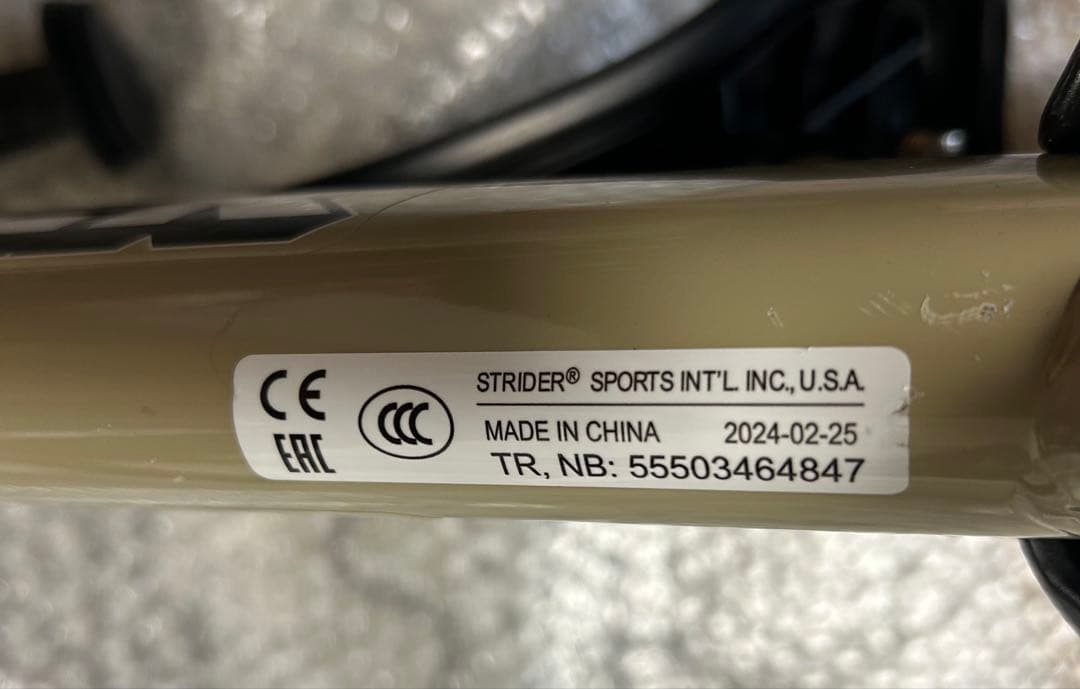 CE
EAC
CCC
STRIDER® SPORTS INT'L. INC., U.S.A.
MADE IN CHINA 2024-02-25
TR, NB: 55503464847